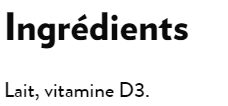 Ingrédients
Lait, vitamine D3.